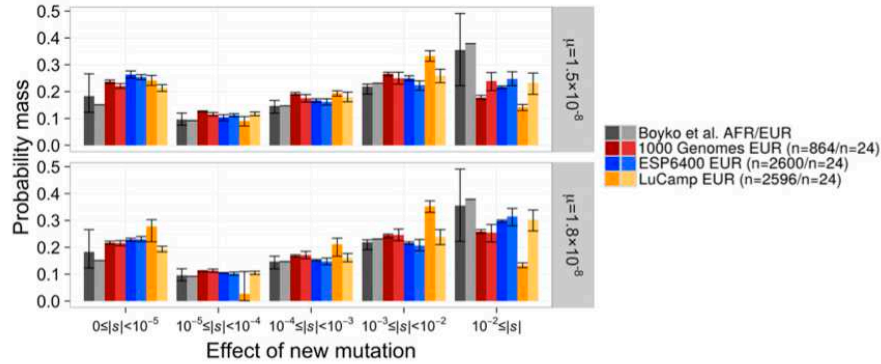 0.5
0.4
0.3
0.2
0.1
0.0
μ=1.5×10⁻⁸
0.5
0.4
0.3
0.2
0.1
0.0
μ=1.8×10⁻⁸
Probability mass
0≤|s|<10⁻⁵
10⁻⁵≤|s|<10⁻⁴
10⁻⁴≤|s|<10⁻³
10⁻³≤|s|<10⁻²
10⁻²≤|s|
Effect of new mutation
Boyko et al. AFR/EUR
1000 Genomes EUR (n=864/n=24)
ESP6400 EUR (n=2600/n=24)
LuCamp EUR (n=2596/n=24)